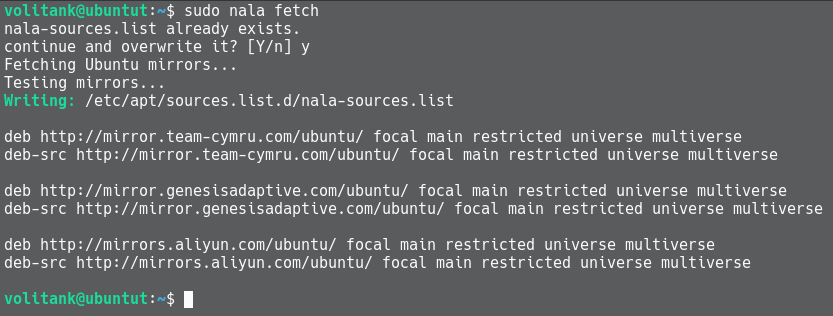 volitank@ubuntut:~$ sudo nala fetch
nala-sources.list already exists.
continue and overwrite it? [Y/n] y
Fetching Ubuntu mirrors...
Testing mirrors...
Writing: /etc/apt/sources.list.d/nala-sources.list
deb http://mirror.team-cymru.com/ubuntu/ focal main restricted universe multiverse
deb-src http://mirror.team-cymru.com/ubuntu/ focal main restricted universe multiverse
deb http://mirror.genesisadaptive.com/ubuntu/ focal main restricted universe multiverse
deb-src http://mirror.genesisadaptive.com/ubuntu/ focal main restricted universe multiverse
deb http://mirrors.aliyun.com/ubuntu/ focal main restricted universe multiverse
deb-src http://mirrors.aliyun.com/ubuntu/ focal main restricted universe multiverse
volitank@ubuntut:~$